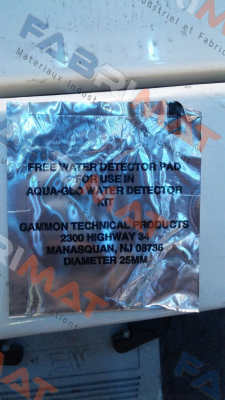 FABRIMAT
FREE WATER DETECTOR PAD
FOR USE IN
AQUA-GLO WATER DETECTOR
KIT
GAMMON TECHNICAL PRODUCTS
2300 HIGHWAY 34
MANASQUAN, NJ 08736
DIAMETER 25MM